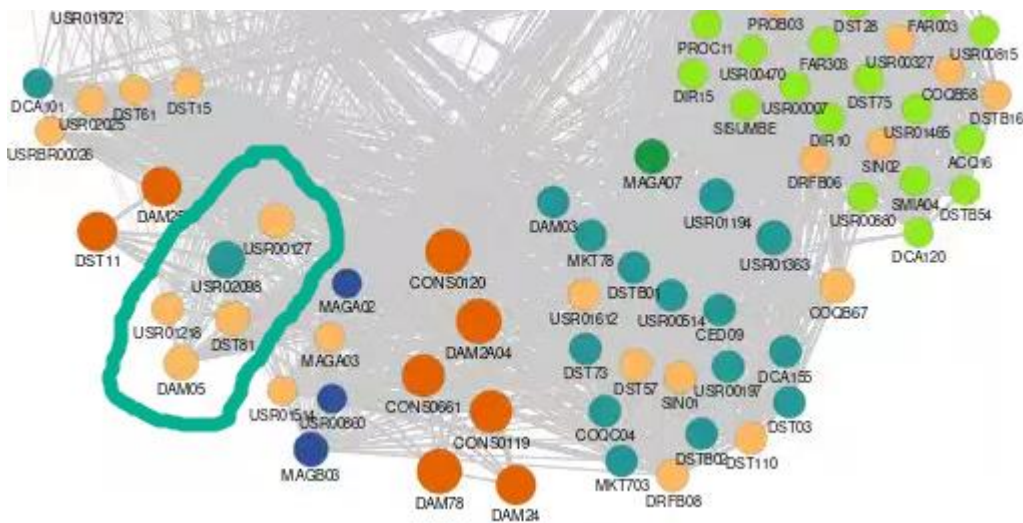 USR01972
PROB03
DST28
FAR003
PROC11
USR00470
FAR303
USR00327
USR00815
DCA101
USR02025
DST61
DST15
DIR15
USR00007
DST75
COQB58
DSTB16
USRBR00026
SISUMBE
DIR10
USR01465
ACQ16
MAGA07
DRFB06
SIN02
DAM25
DAM03
USR01194
USR00680
SMIA04
DSTB54
DST11
USR00127
MKT78
USR01363
DCA120
USR02098
CONS0120
DSTB01
MAGA02
USR01612
USR00514
CED09
COQB67
USR01218
DST81
MAGA03
DAM2A04
DST73
DST57
SIN01
USR00197
DCA155
DAM05
USR01514
USR00860
CONS0661
CONS0119
COQC04
DSTB02
DST03
DST110
MAGB03
DAM78
DAM24
MKT703
DRFB08